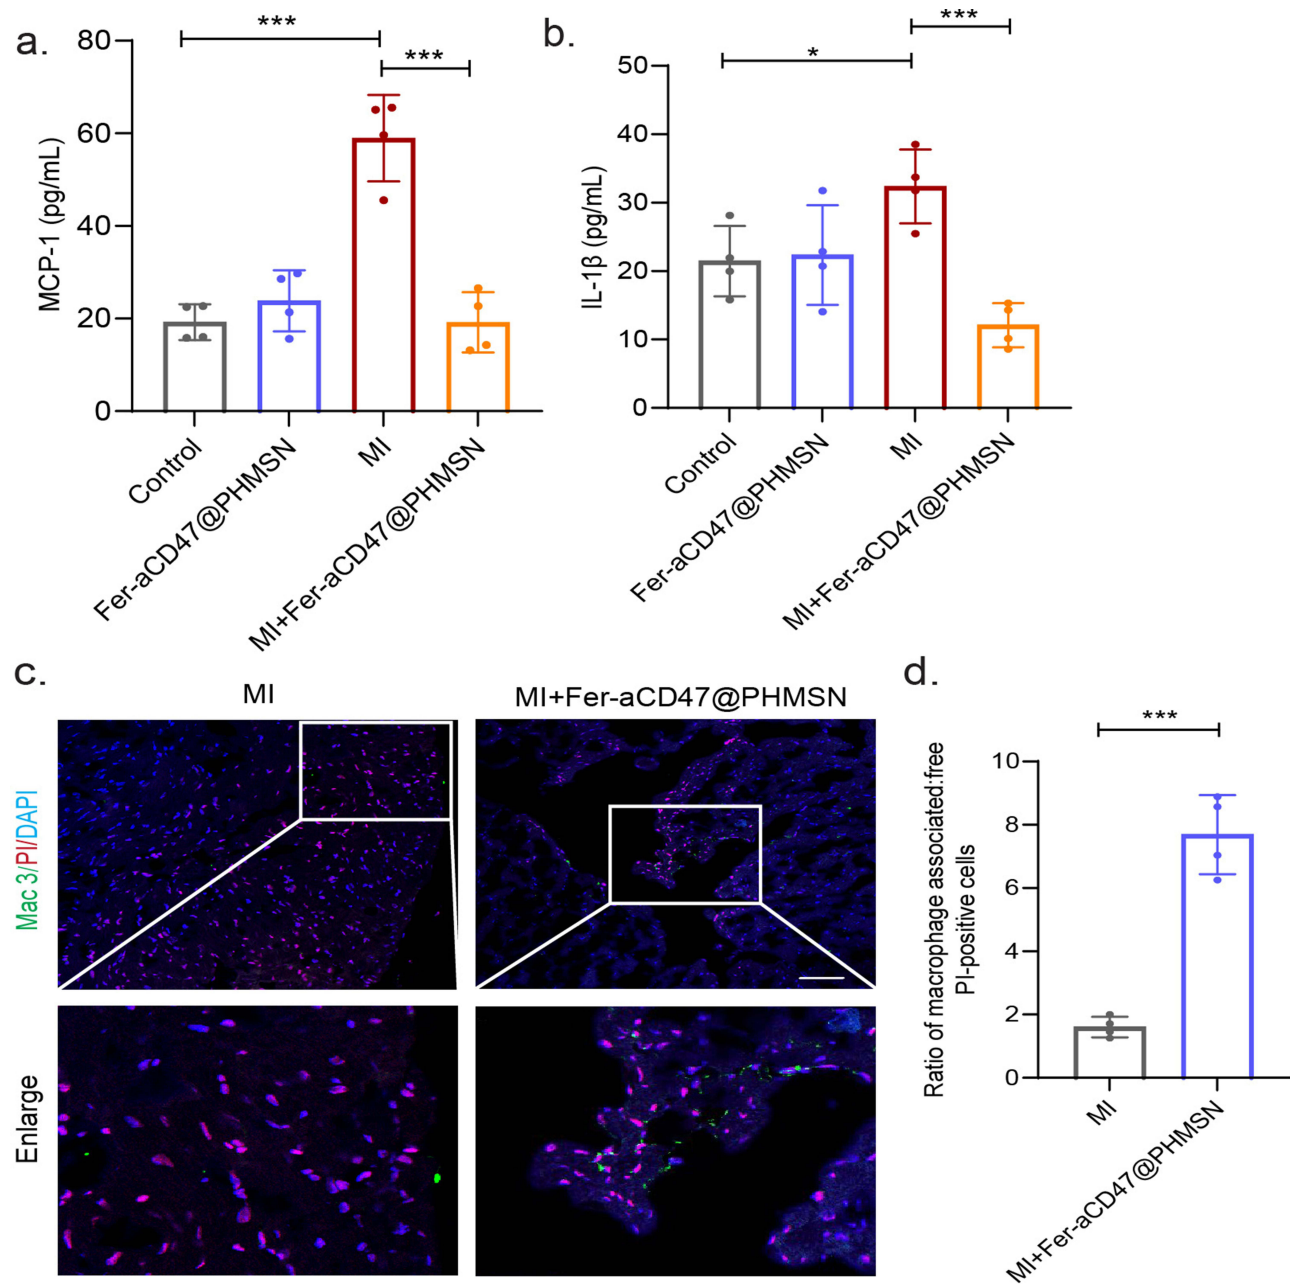 a.
***
***
80
60
40
20
0
MCP-1 (pg/mL)
Control
Fer-aCD47@PHMSN
MI
MI+Fer-aCD47@PHMSN
b.
***
*
50
40
30
20
10
0
IL-1β (pg/mL)
Control
Fer-aCD47@PHMSN
MI
MI+Fer-aCD47@PHMSN
c.
MI
MI+Fer-aCD47@PHMSN
Mac 3/PI/DAPI
Enlarge
d.
***
10
8
6
4
2
0
Ratio of macrophage associated:free
PI-positive cells
MI
MI+Fer-aCD47@PHMSN